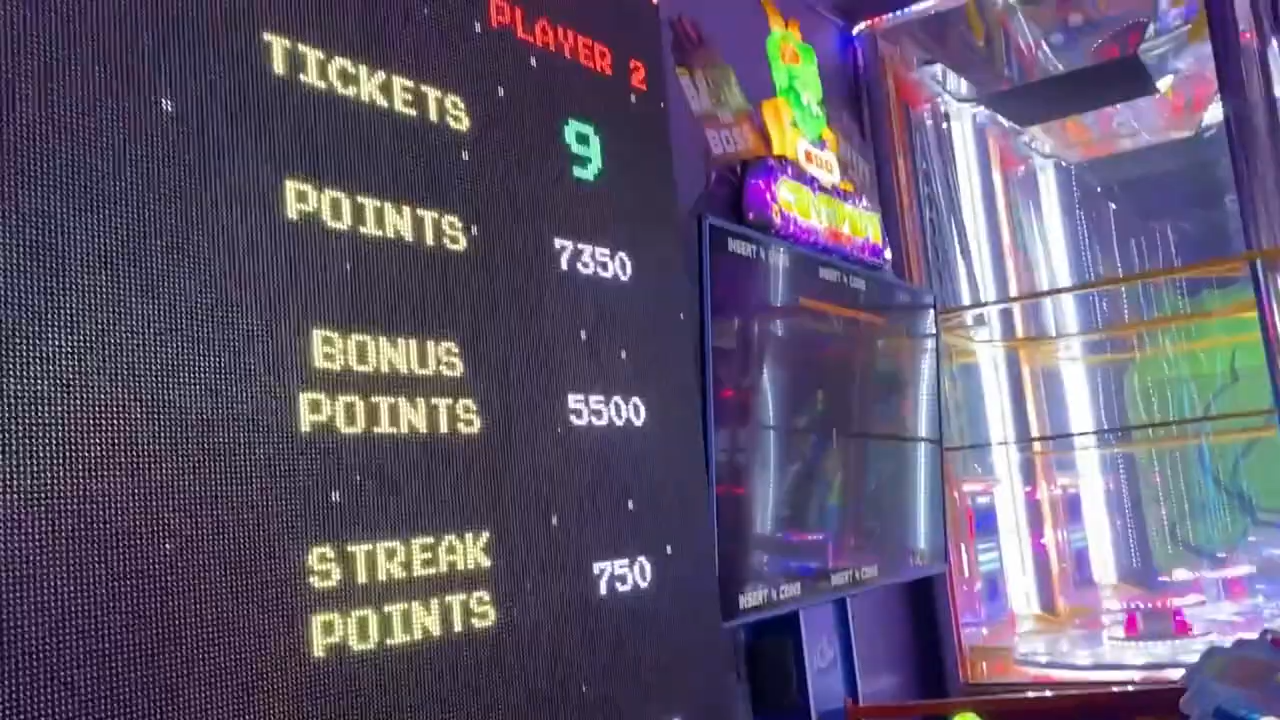 PLAYER 2
TICKETS
9
POINTS
7350
BONUS
POINTS
5500
STREAK
POINTS
750
BOSS
INSERT 4 COINS
INSERT 4 COINS
INSERT 4 COINS
INSERT 4 COINS